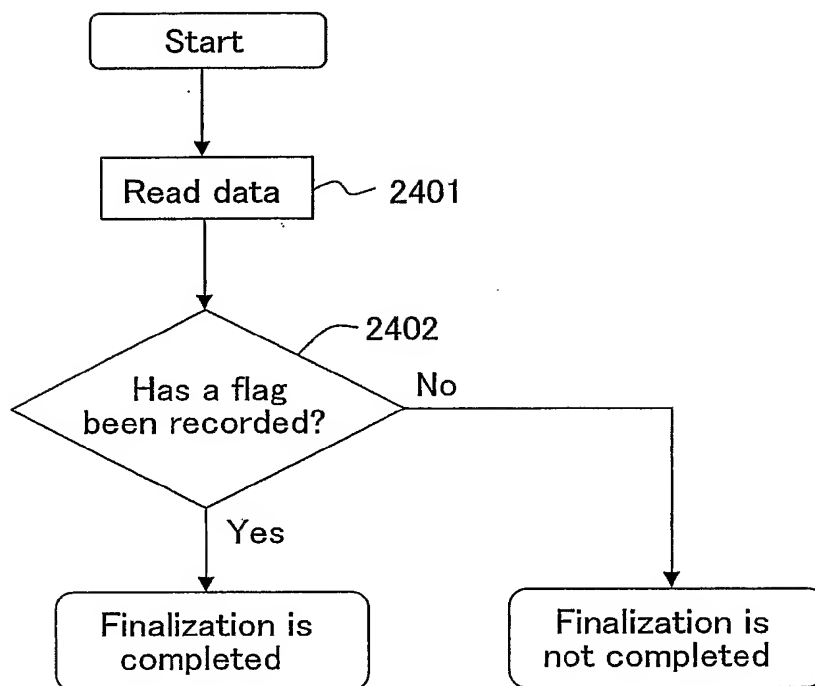 Start
Read data
2401
2402
Has a flag
been recorded?
No
Yes
Finalization is
completed
Finalization is
not completed